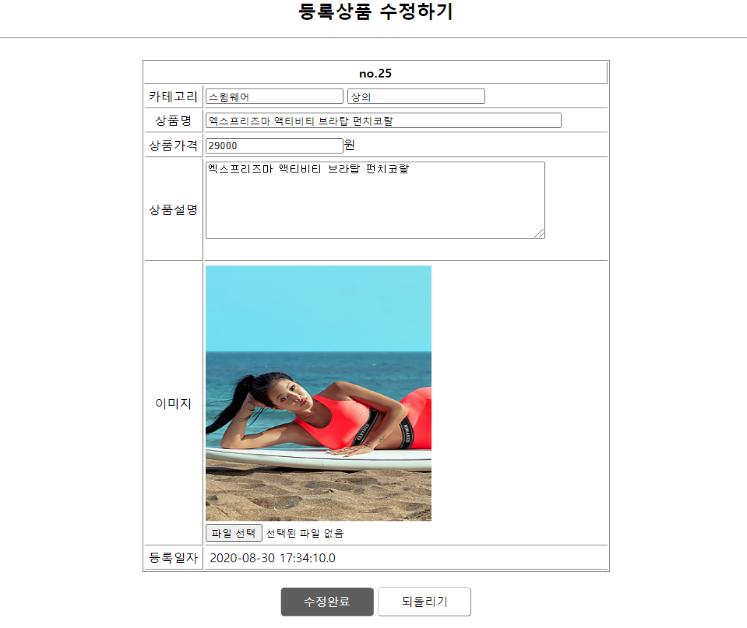 등록상품 수정하기
no.25
카테고리 스윔웨어 상의
상품명 엑스프리즈마 액티비티 브라탑 펀치코랄
상품가격 29000원
상품설명 엑스프리즈마 액티비티 브라탑 펀치코랄
이미지
파일 선택 선택된 파일 없음
등록일자 2020-08-30 17:34:10.0
수정완료 되돌리기